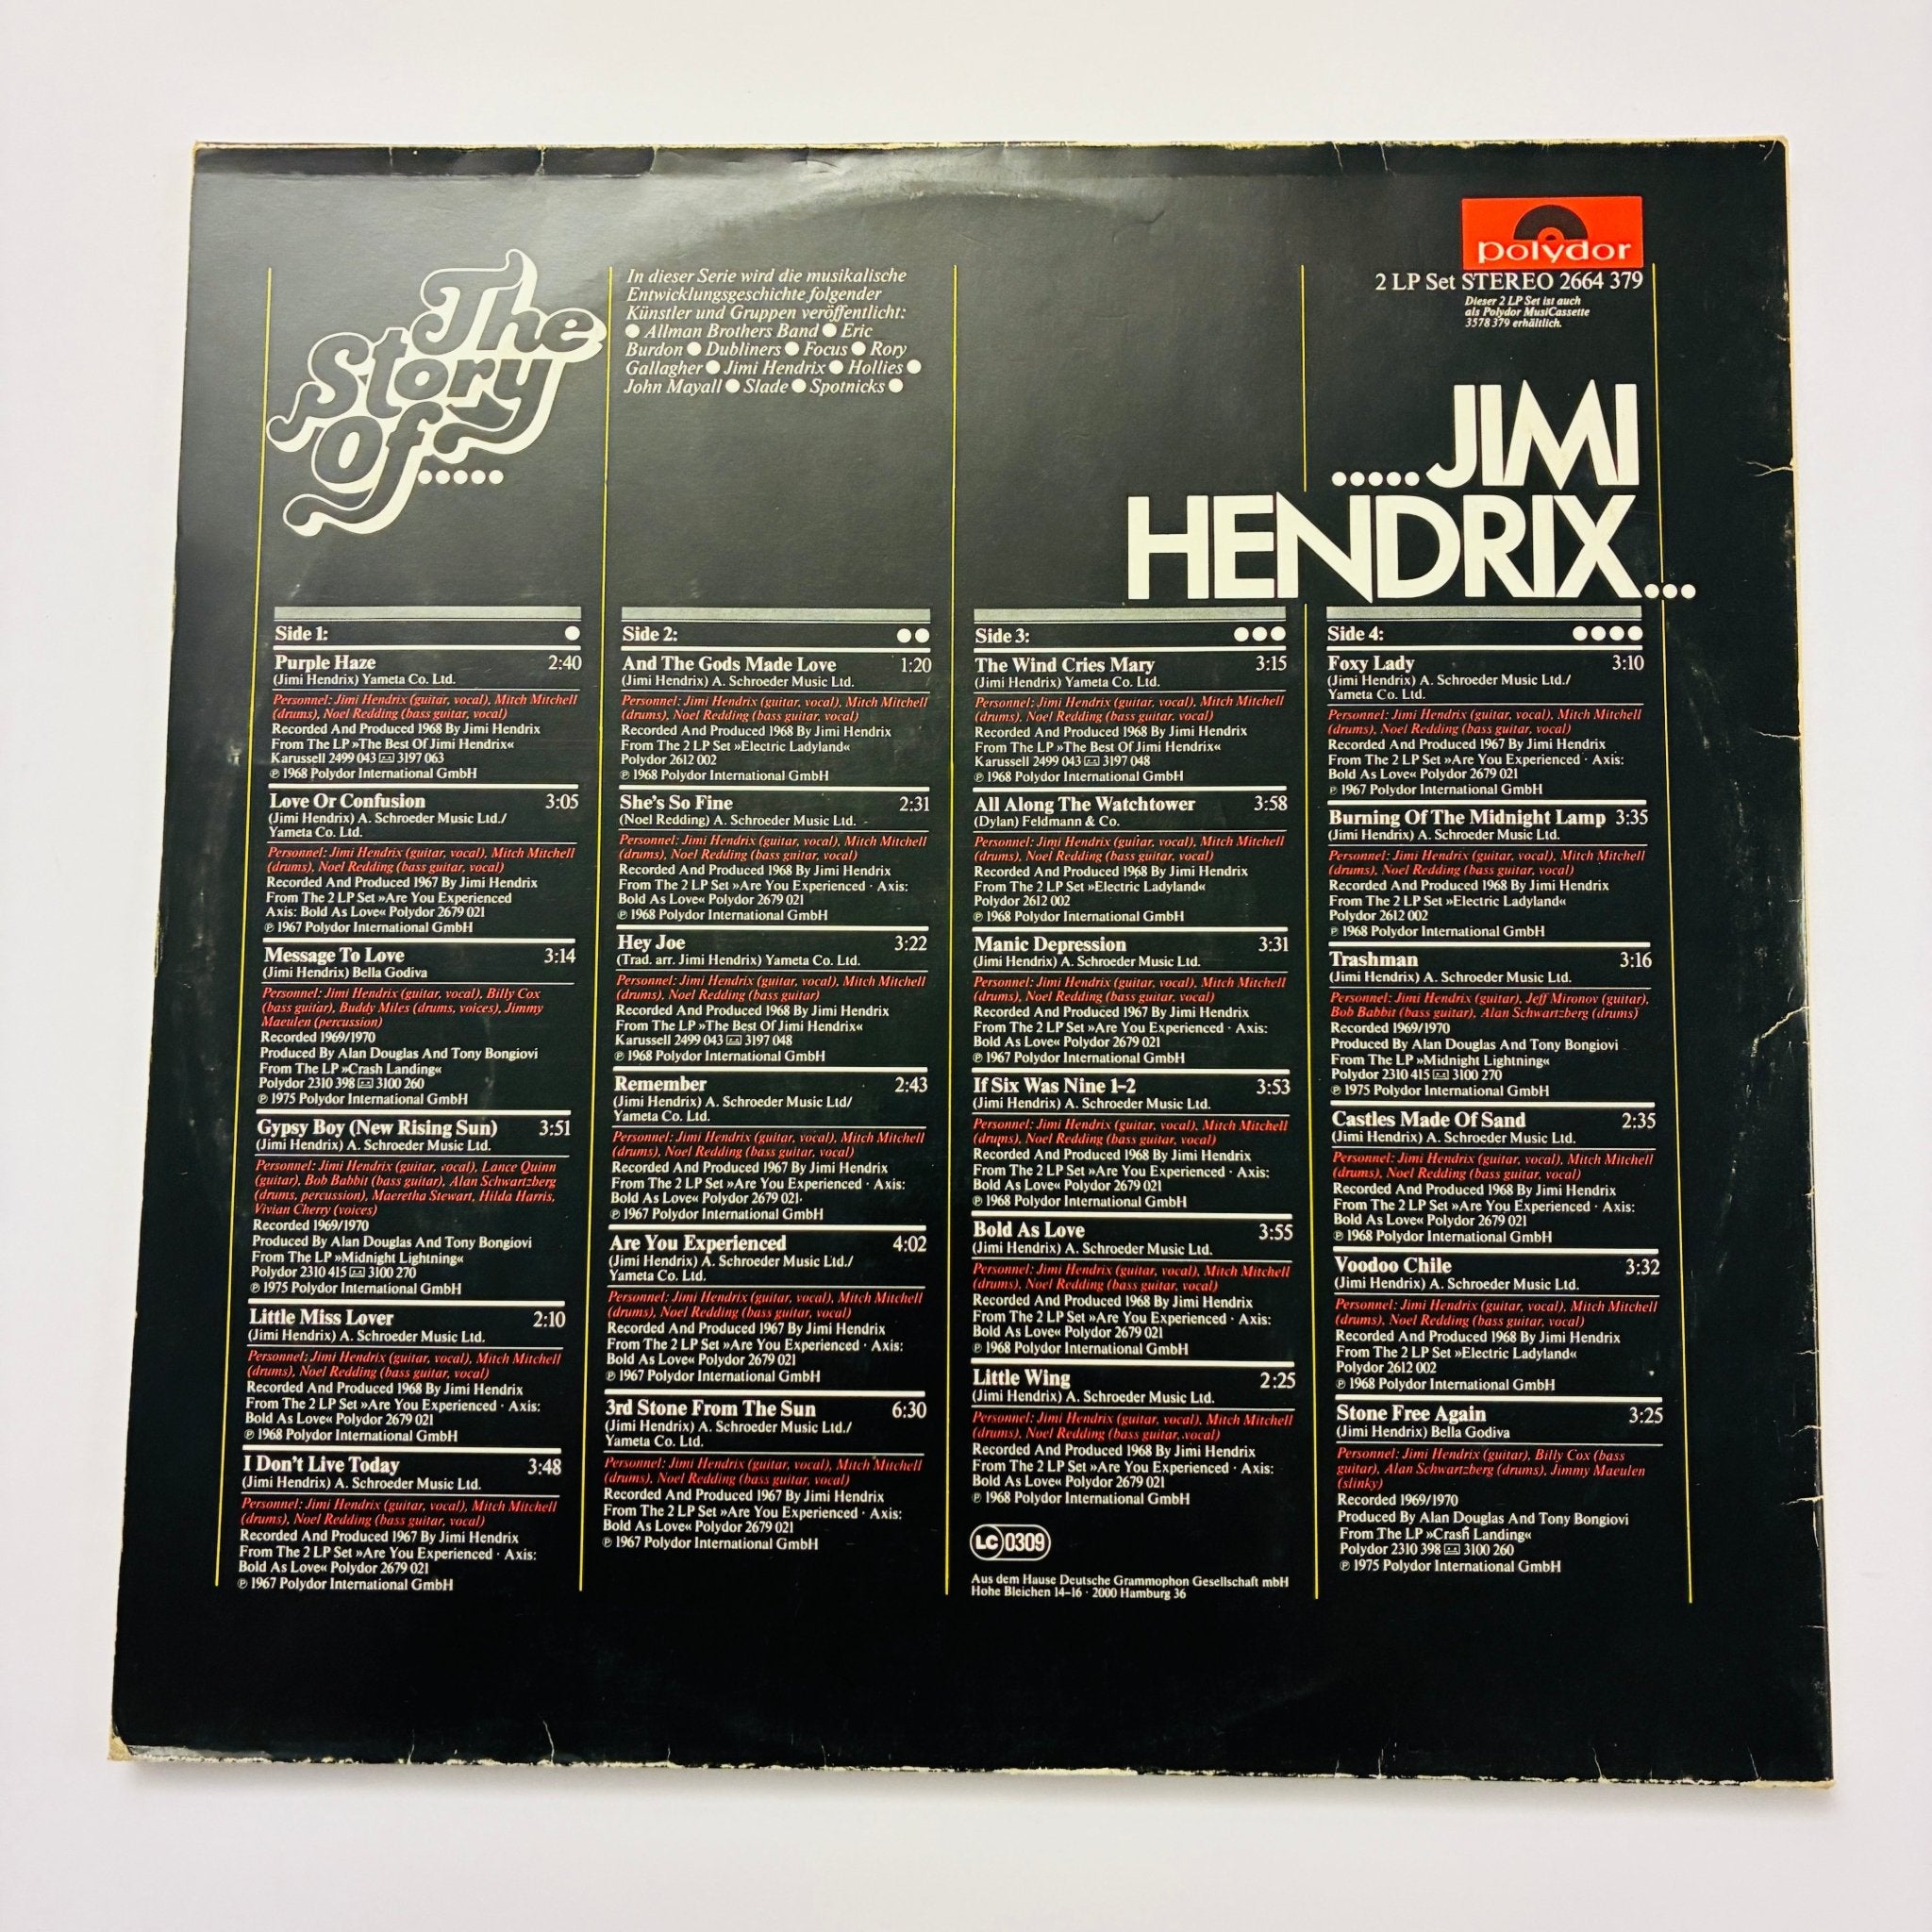 The
Story
Of.....
In dieser Serie wird die musikalische
Entwicklungsgeschichte folgender
Künstler und Gruppen veröffentlicht:
● Allman Brothers Band ● Eric
Burdon ● Dubliners ● Focus ● Rory
Gallagher ● Jimi Hendrix ● Hollies ●
John Mayall ● Slade ● Spotnicks ●
polydor
2 LP Set STEREO 2664 379
Dieser 2 LP Set ist auch
als Polydor MusiCassette
3578 379 erhältlich.
.....JIMI
HENDRIX...
Side 1: ●
Purple Haze 2:40
(Jimi Hendrix) Yameta Co. Ltd.
Personnel: Jimi Hendrix (guitar, vocal), Mitch Mitchell
(drums), Noel Redding (bass guitar, vocal)
Recorded And Produced 1968 By Jimi Hendrix
From The LP »The Best Of Jimi Hendrix«
Karussell 2499 043 3197 063
℗ 1968 Polydor International GmbH
Love Or Confusion 3:05
(Jimi Hendrix) A. Schroeder Music Ltd./
Yameta Co. Ltd.
Personnel: Jimi Hendrix (guitar, vocal), Mitch Mitchell
(drums), Noel Redding (bass guitar, vocal)
Recorded And Produced 1967 By Jimi Hendrix
From The 2 LP Set »Are You Experienced
Axis: Bold As Love« Polydor 2679 021
℗ 1967 Polydor International GmbH
Message To Love 3:14
(Jimi Hendrix) Bella Godiva
Personnel: Jimi Hendrix (guitar, vocal), Billy Cox
(bass guitar), Buddy Miles (drums, voices), Jimmy
Maeulen (percussion)
Recorded 1969/1970
Produced By Alan Douglas And Tony Bongiovi
From The LP »Crash Landing«
Polydor 2310 398 3100 260
℗ 1975 Polydor International GmbH
Gypsy Boy (New Rising Sun) 3:51
(Jimi Hendrix) A. Schroeder Music Ltd.
Personnel: Jimi Hendrix (guitar, vocal), Lance Quinn
(guitar), Bob Babbit (bass guitar), Alan Schwartzberg
(drums, percussion), Maeretha Stewart, Hilda Harris,
Vivian Cherry (voices)
Recorded 1969/1970
Produced By Alan Douglas And Tony Bongiovi
From The LP »Midnight Lightning«
Polydor 2310 415 3100 270
℗ 1975 Polydor International GmbH
Little Miss Lover 2:10
(Jimi Hendrix) A. Schroeder Music Ltd.
Personnel: Jimi Hendrix (guitar, vocal), Mitch Mitchell
(drums), Noel Redding (bass guitar, vocal)
Recorded And Produced 1968 By Jimi Hendrix
From The 2 LP Set »Are You Experienced · Axis:
Bold As Love« Polydor 2679 021
℗ 1968 Polydor International GmbH
I Don't Live Today 3:48
(Jimi Hendrix) A. Schroeder Music Ltd.
Personnel: Jimi Hendrix (guitar, vocal), Mitch Mitchell
(drums), Noel Redding (bass guitar, vocal)
Recorded And Produced 1967 By Jimi Hendrix
From The 2 LP Set »Are You Experienced · Axis:
Bold As Love« Polydor 2679 021
℗ 1967 Polydor International GmbH
Side 2: ●●
And The Gods Made Love 1:20
(Jimi Hendrix) A. Schroeder Music Ltd.
Personnel: Jimi Hendrix (guitar, vocal), Mitch Mitchell
(drums), Noel Redding (bass guitar, vocal)
Recorded And Produced 1968 By Jimi Hendrix
From The 2 LP Set »Electric Ladyland«
Polydor 2612 002
℗ 1968 Polydor International GmbH
She's So Fine 2:31
(Noel Redding) A. Schroeder Music Ltd.
Personnel: Jimi Hendrix (guitar, vocal), Mitch Mitchell
(drums), Noel Redding (bass guitar, vocal)
Recorded And Produced 1968 By Jimi Hendrix
From The 2 LP Set »Are You Experienced · Axis:
Bold As Love« Polydor 2679 021
℗ 1968 Polydor International GmbH
Hey Joe 3:22
(Trad. arr. Jimi Hendrix) Yameta Co. Ltd.
Personnel: Jimi Hendrix (guitar, vocal), Mitch Mitchell
(drums), Noel Redding (bass guitar)
Recorded And Produced 1968 By Jimi Hendrix
From The LP »The Best Of Jimi Hendrix«
Karussell 2499 043 3197 048
℗ 1968 Polydor International GmbH
Remember 2:43
(Jimi Hendrix) A. Schroeder Music Ltd/
Yameta Co. Ltd.
Personnel: Jimi Hendrix (guitar, vocal), Mitch Mitchell
(drums), Noel Redding (bass guitar, vocal)
Recorded And Produced 1967 By Jimi Hendrix
From The 2 LP Set »Are You Experienced · Axis:
Bold As Love« Polydor 2679 021
℗ 1967 Polydor International GmbH
Are You Experienced 4:02
(Jimi Hendrix) A. Schroeder Music Ltd./
Yameta Co. Ltd.
Personnel: Jimi Hendrix (guitar, vocal), Mitch Mitchell
(drums), Noel Redding (bass guitar, vocal)
Recorded And Produced 1967 By Jimi Hendrix
From The 2 LP Set »Are You Experienced · Axis:
Bold As Love« Polydor 2679 021
℗ 1967 Polydor International GmbH
3rd Stone From The Sun 6:30
(Jimi Hendrix) A. Schroeder Music Ltd./
Yameta Co. Ltd.
Personnel: Jimi Hendrix (guitar, vocal), Mitch Mitchell
(drums), Noel Redding (bass guitar, vocal)
Recorded And Produced 1967 By Jimi Hendrix
From The 2 LP Set »Are You Experienced · Axis:
Bold As Love« Polydor 2679 021
℗ 1967 Polydor International GmbH
Side 3: ●●●
The Wind Cries Mary 3:15
(Jimi Hendrix) Yameta Co. Ltd.
Personnel: Jimi Hendrix (guitar, vocal), Mitch Mitchell
(drums), Noel Redding (bass guitar, vocal)
Recorded And Produced 1968 By Jimi Hendrix
From The LP »The Best Of Jimi Hendrix«
Karussell 2499 043 3197 048
℗ 1968 Polydor International GmbH
All Along The Watchtower 3:58
(Dylan) Feldmann & Co.
Personnel: Jimi Hendrix (guitar, vocal), Mitch Mitchell
(drums), Noel Redding (bass guitar, vocal)
Recorded And Produced 1968 By Jimi Hendrix
From The 2 LP Set »Electric Ladyland«
Polydor 2612 002
℗ 1968 Polydor International GmbH
Manic Depression 3:31
(Jimi Hendrix) A. Schroeder Music Ltd.
Personnel: Jimi Hendrix (guitar, vocal), Mitch Mitchell
(drums), Noel Redding (bass guitar, vocal)
Recorded And Produced 1967 By Jimi Hendrix
From The 2 LP Set »Are You Experienced · Axis:
Bold As Love« Polydor 2679 021
℗ 1967 Polydor International GmbH
If Six Was Nine 1-2 3:53
(Jimi Hendrix) A. Schroeder Music Ltd.
Personnel: Jimi Hendrix (guitar, vocal), Mitch Mitchell
(drums), Noel Redding (bass guitar, vocal)
Recorded And Produced 1968 By Jimi Hendrix
From The 2 LP Set »Are You Experienced · Axis:
Bold As Love« Polydor 2679 021
℗ 1968 Polydor International GmbH
Bold As Love 3:55
(Jimi Hendrix) A. Schroeder Music Ltd.
Personnel: Jimi Hendrix (guitar, vocal), Mitch Mitchell
(drums), Noel Redding (bass guitar, vocal)
Recorded And Produced 1968 By Jimi Hendrix
From The 2 LP Set »Are You Experienced · Axis:
Bold As Love« Polydor 2679 021
℗ 1968 Polydor International GmbH
Little Wing 2:25
(Jimi Hendrix) A. Schroeder Music Ltd.
Personnel: Jimi Hendrix (guitar, vocal), Mitch Mitchell
(drums), Noel Redding (bass guitar, vocal)
Recorded And Produced 1968 By Jimi Hendrix
From The 2 LP Set »Are You Experienced · Axis:
Bold As Love« Polydor 2679 021
℗ 1968 Polydor International GmbH
LC 0309
Aus dem Hause Deutsche Grammophon Gesellschaft mbH
Hohe Bleichen 14-16 · 2000 Hamburg 36
Side 4: ●●●●
Foxy Lady 3:10
(Jimi Hendrix) A. Schroeder Music Ltd./
Yameta Co. Ltd.
Personnel: Jimi Hendrix (guitar, vocal), Mitch Mitchell
(drums), Noel Redding (bass guitar, vocal)
Recorded And Produced 1967 By Jimi Hendrix
From The 2 LP Set »Are You Experienced · Axis:
Bold As Love« Polydor 2679 021
℗ 1967 Polydor International GmbH
Burning Of The Midnight Lamp 3:35
(Jimi Hendrix) A. Schroeder Music Ltd.
Personnel: Jimi Hendrix (guitar, vocal), Mitch Mitchell
(drums), Noel Redding (bass guitar, vocal)
Recorded And Produced 1968 By Jimi Hendrix
From The 2 LP Set »Electric Ladyland«
Polydor 2612 002
℗ 1968 Polydor International GmbH
Trashman 3:16
(Jimi Hendrix) A. Schroeder Music Ltd.
Personnel: Jimi Hendrix (guitar), Jeff Mironov (guitar),
Bob Babbit (bass guitar), Alan Schwartzberg (drums)
Recorded 1969/1970
Produced By Alan Douglas And Tony Bongiovi
From The LP »Midnight Lightning«
Polydor 2310 415 3100 270
℗ 1975 Polydor International GmbH
Castles Made Of Sand 2:35
(Jimi Hendrix) A. Schroeder Music Ltd.
Personnel: Jimi Hendrix (guitar, vocal), Mitch Mitchell
(drums), Noel Redding (bass guitar, vocal)
Recorded And Produced 1968 By Jimi Hendrix
From The 2 LP Set »Are You Experienced · Axis:
Bold As Love« Polydor 2679 021
℗ 1968 Polydor International GmbH
Voodoo Chile 3:32
(Jimi Hendrix) A. Schroeder Music Ltd.
Personnel: Jimi Hendrix (guitar, vocal), Mitch Mitchell
(drums), Noel Redding (bass guitar, vocal)
Recorded And Produced 1968 By Jimi Hendrix
From The 2 LP Set »Electric Ladyland«
Polydor 2612 002
℗ 1968 Polydor International GmbH
Stone Free Again 3:25
(Jimi Hendrix) Bella Godiva
Personnel: Jimi Hendrix (guitar), Billy Cox (bass
guitar), Alan Schwartzberg (drums), Jimmy Maeulen
(slinky)
Recorded 1969/1970
Produced By Alan Douglas And Tony Bongiovi
From The LP »Crash Landing«
Polydor 2310 398 3100 260
℗ 1975 Polydor International GmbH